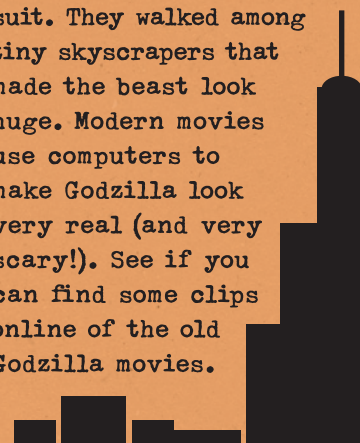 suit. They walked among
tiny skyscrapers that
made the beast look
huge. Modern movies
use computers to
make Godzilla look
very real (and very
scary!). See if you
can find some clips
online of the old
Godzilla movies.